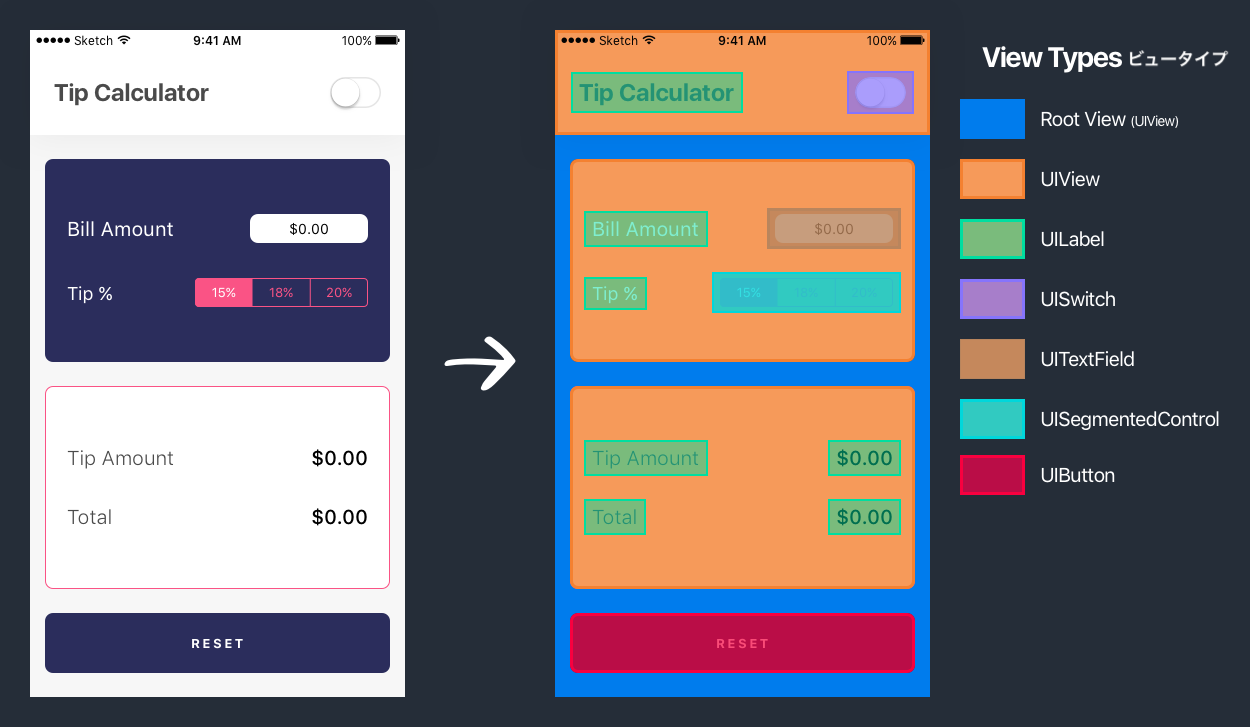 Sketch 9:41 AM 100%
Tip Calculator
Bill Amount $0.00
Tip % 15% 18% 20%
Tip Amount $0.00
Total $0.00
RESET
Sketch 9:41 AM 100%
Tip Calculator
Bill Amount $0.00
Tip % 15% 18% 20%
Tip Amount $0.00
Total $0.00
RESET
View Types ビュータイプ
Root View (UIView)
UIView
UILabel
UISwitch
UITextField
UISegmentedControl
UIButton